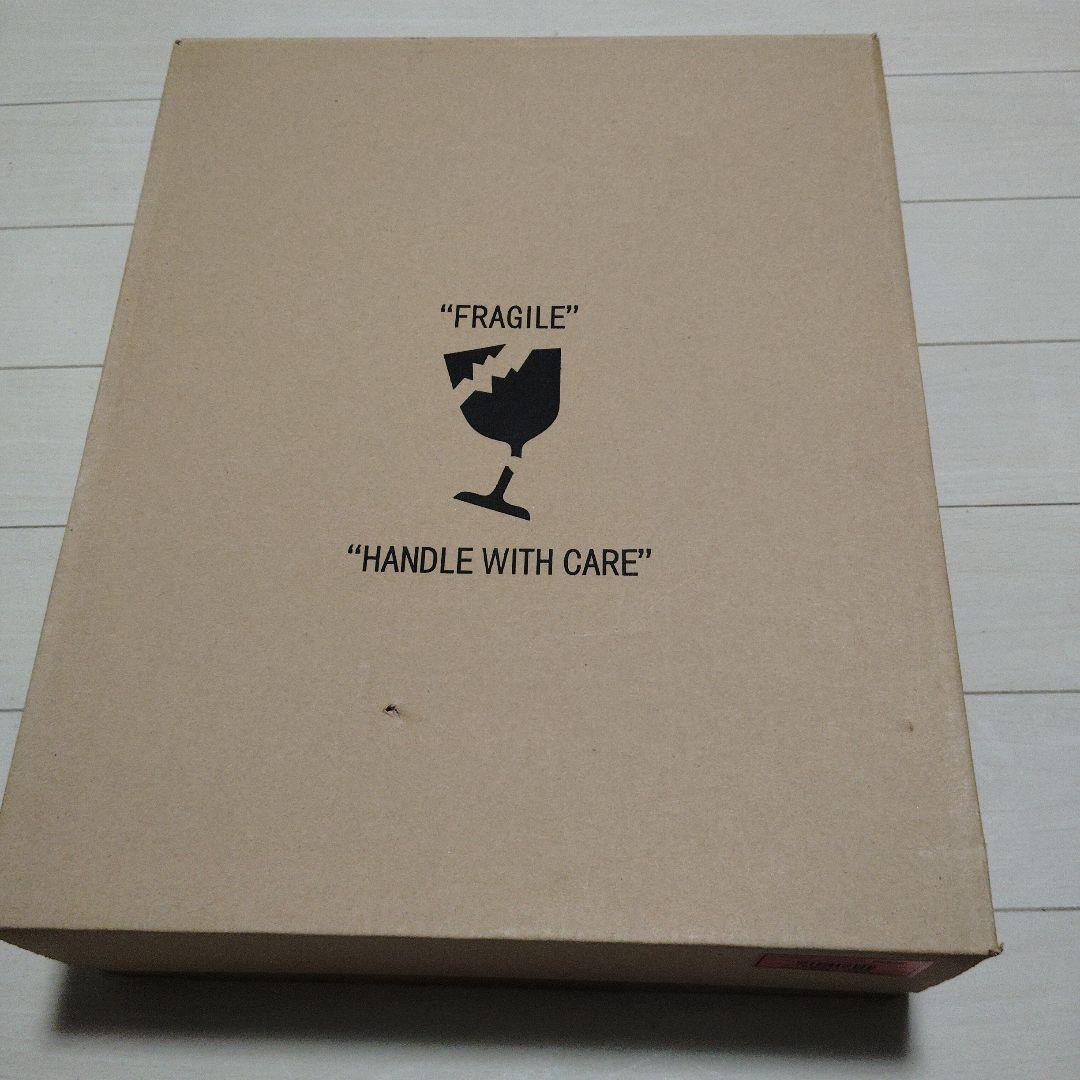 “FRAGILE”
“HANDLE WITH CARE”